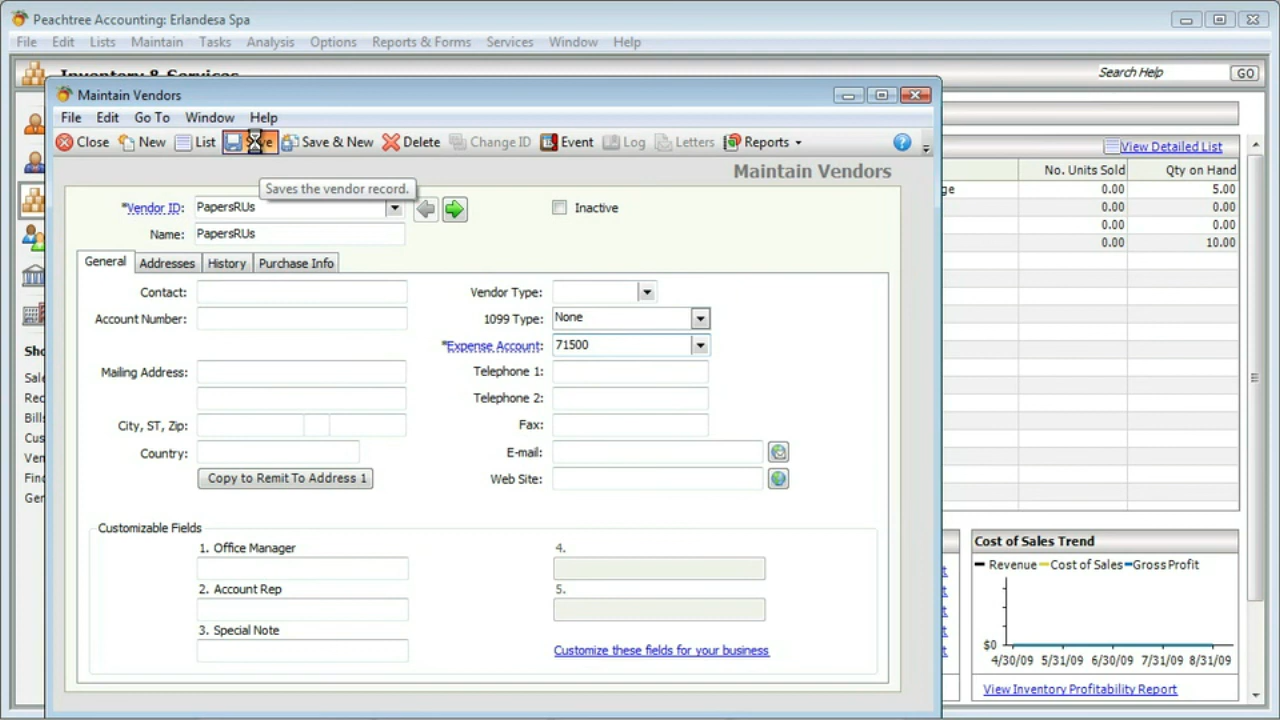 Peachtree Accounting: Erlandesa Spa
File Edit Lists Maintain Tasks Analysis Options Reports & Forms Services Window Help
Inventory & Services
Search Help GO
Maintain Vendors
File Edit Go To Window Help
Close New List Save Save & New Delete Change ID Event Log Letters Reports
View Detailed List
Maintain Vendors
No. Units Sold Qty on Hand
Saves the vendor record.
ge 0.00 5.00
*Vendor ID: PapersRUs Inactive
0.00 0.00
0.00 0.00
Name: PapersRUs
0.00 10.00
General Addresses History Purchase Info
Contact: Vendor Type:
Account Number: 1099 Type: None
*Expense Account: 71500
Mailing Address: Telephone 1:
Telephone 2:
City, ST, Zip: Fax:
Country: E-mail:
Copy to Remit To Address 1 Web Site:
Customizable Fields
1. Office Manager 4.
2. Account Rep 5.
3. Special Note
Customize these fields for your business
Sho
Sale
Rec
Bill
Cus
Ven
Find
Ger
Cost of Sales Trend
Revenue Cost of Sales Gross Profit
$0
4/30/09 5/31/09 6/30/09 7/31/09 8/31/09
View Inventory Profitability Report